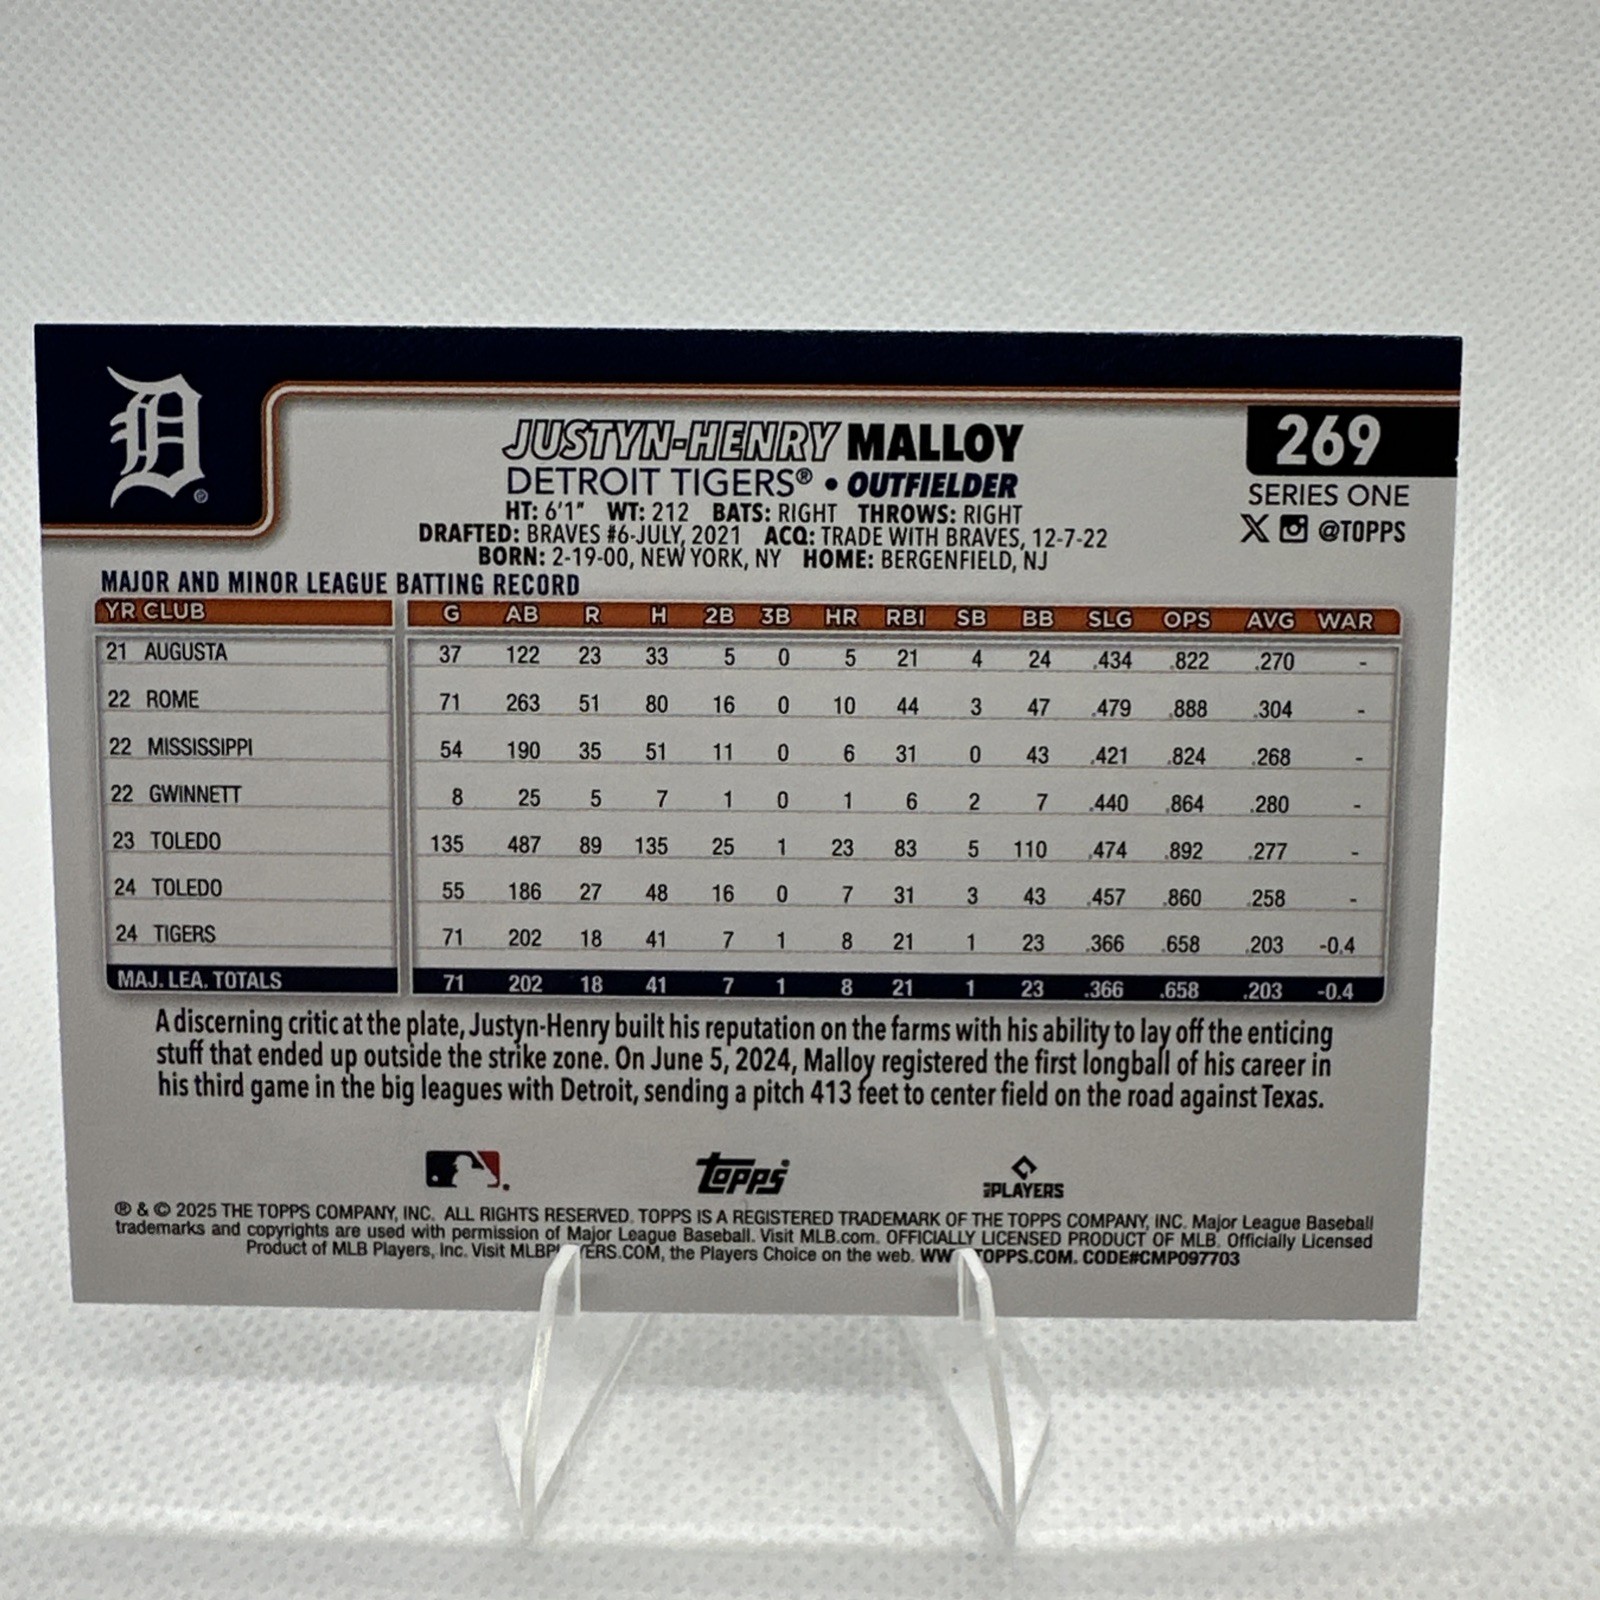 D®
JUSTYN-HENRY MALLOY
269
DETROIT TIGERS® • OUTFIELDER
SERIES ONE
HT: 6'1" WT: 212 BATS: RIGHT THROWS: RIGHT
X @TOPPS
DRAFTED: BRAVES #6-JULY, 2021 ACQ: TRADE WITH BRAVES, 12-7-22
BORN: 2-19-00, NEW YORK, NY HOME: BERGENFIELD, NJ
MAJOR AND MINOR LEAGUE BATTING RECORD
YR CLUB G AB R H 2B 3B HR RBI SB BB SLG OPS AVG WAR
21 AUGUSTA 37 122 23 33 5 0 5 21 4 24 .434 .822 .270 -
22 ROME 71 263 51 80 16 0 10 44 3 47 .479 .888 .304 -
22 MISSISSIPPI 54 190 35 51 11 0 6 31 0 43 .421 .824 .268 -
22 GWINNETT 8 25 5 7 1 0 1 6 2 7 .440 .864 .280 -
23 TOLEDO 135 487 89 135 25 1 23 83 5 110 .474 .892 .277 -
24 TOLEDO 55 186 27 48 16 0 7 31 3 43 .457 .860 .258 -
24 TIGERS 71 202 18 41 7 1 8 21 1 23 .366 .658 .203 -0.4
MAJ. LEA. TOTALS 71 202 18 41 7 1 8 21 1 23 .366 .658 .203 -0.4
A discerning critic at the plate, Justyn-Henry built his reputation on the farms with his ability to lay off the enticing
stuff that ended up outside the strike zone. On June 5, 2024, Malloy registered the first longball of his career in
his third game in the big leagues with Detroit, sending a pitch 413 feet to center field on the road against Texas.
topps
PLAYERS
® & © 2025 THE TOPPS COMPANY, INC. ALL RIGHTS RESERVED. TOPPS IS A REGISTERED TRADEMARK OF THE TOPPS COMPANY, INC. Major League Baseball
trademarks and copyrights are used with permission of Major League Baseball. Visit MLB.com. OFFICIALLY LICENSED PRODUCT OF MLB. Officially Licensed
Product of MLB Players, Inc. Visit the Players Choice on the web. CODE#CMP097703